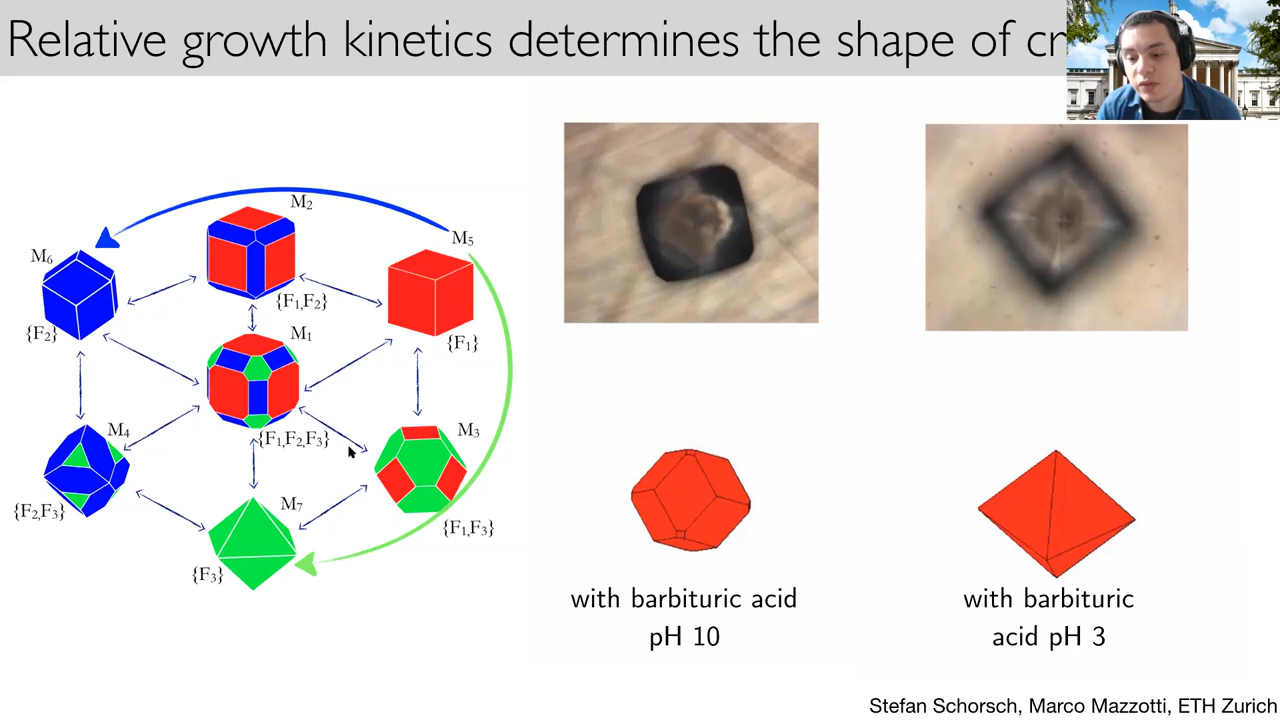 Relative growth kinetics determines the shape of
M2
M5
M6
{F1,F2}
M1
{F2}
{F1}
M4
M3
{F1,F2,F3}
M7
{F2,F3}
{F1,F3}
{F3}
with barbituric acid
pH 10
with barbituric
acid pH 3
Stefan Schorsch, Marco Mazzotti, ETH Zurich